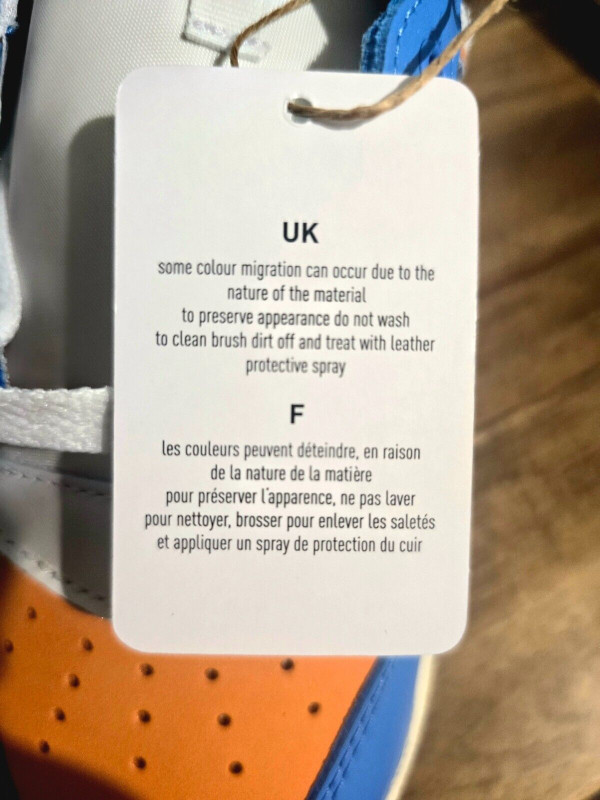 UK
some colour migration can occur due to the
nature of the material
to preserve appearance do not wash
to clean brush dirt off and treat with leather
protective spray
F
les couleurs peuvent déteindre, en raison
de la nature de la matière
pour préserver l'apparence, ne pas laver
pour nettoyer, brosser pour enlever les saletés
et appliquer un spray de protection du cuir